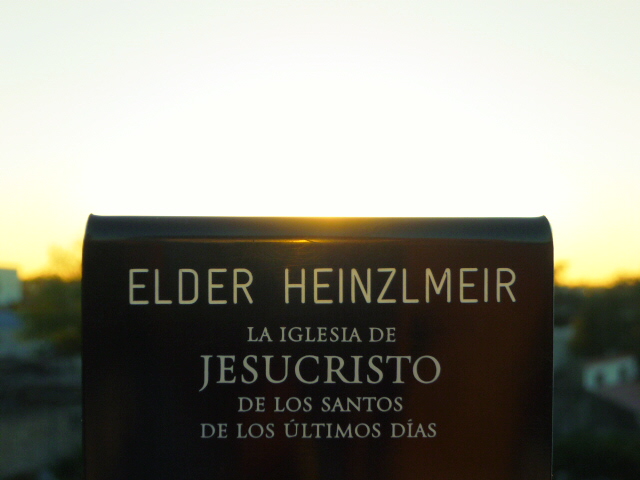 ELDER HEINZLMEIR
LA IGLESIA DE
JESUCRISTO
DE LOS SANTOS
DE LOS ÚLTIMOS DÍAS